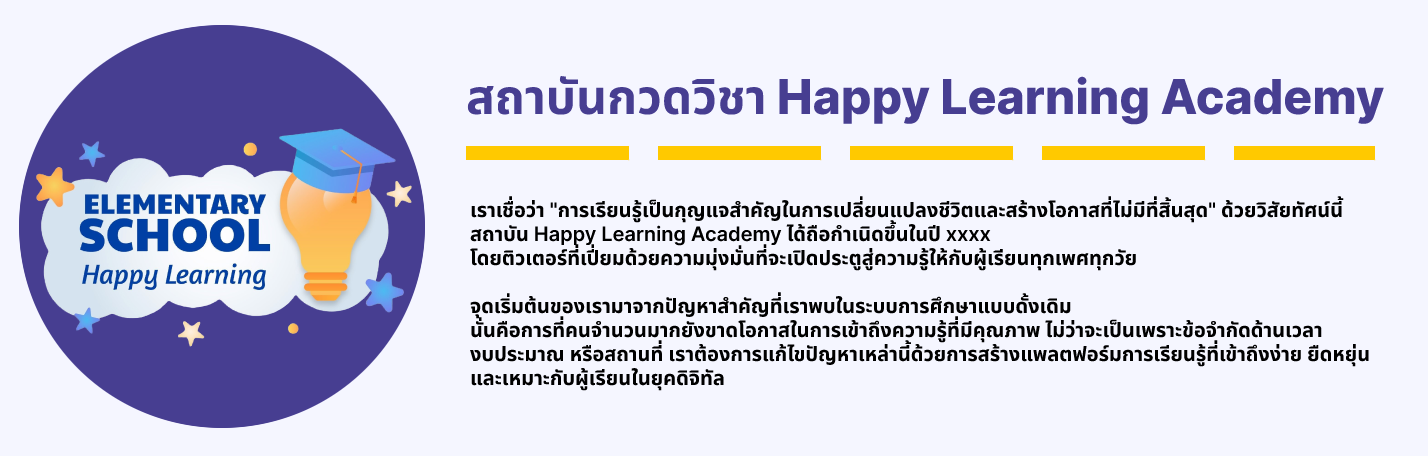 ELEMENTARY
SCHOOL
Happy Learning
สถาบันกวดวิชา Happy Learning Academy
เราเชื่อว่า "การเรียนรู้เป็นกุญแจสำคัญในการเปลี่ยนแปลงชีวิตและสร้างโอกาสที่ไม่มีที่สิ้นสุด" ด้วยวิสัยทัศน์นี้
สถาบัน Happy Learning Academy ได้ถือกำเนิดขึ้นในปี xxxx
โดยติวเตอร์ที่เปี่ยมด้วยความมุ่งมั่นที่จะเปิดประตูสู่ความรู้ให้กับผู้เรียนทุกเพศทุกวัย
จุดเริ่มต้นของเรามาจากปัญหาสำคัญที่เราพบในระบบการศึกษาแบบดั้งเดิม
นั่นคือการที่คนจำนวนมากยังขาดโอกาสในการเข้าถึงความรู้ที่มีคุณภาพ ไม่ว่าจะเป็นเพราะข้อจำกัดด้านเวลา
งบประมาณ หรือสถานที่ เราต้องการแก้ไขปัญหาเหล่านี้ด้วยการสร้างแพลตฟอร์มการเรียนรู้ที่เข้าถึงง่าย ยืดหยุ่น
และเหมาะกับผู้เรียนในยุคดิจิทัล